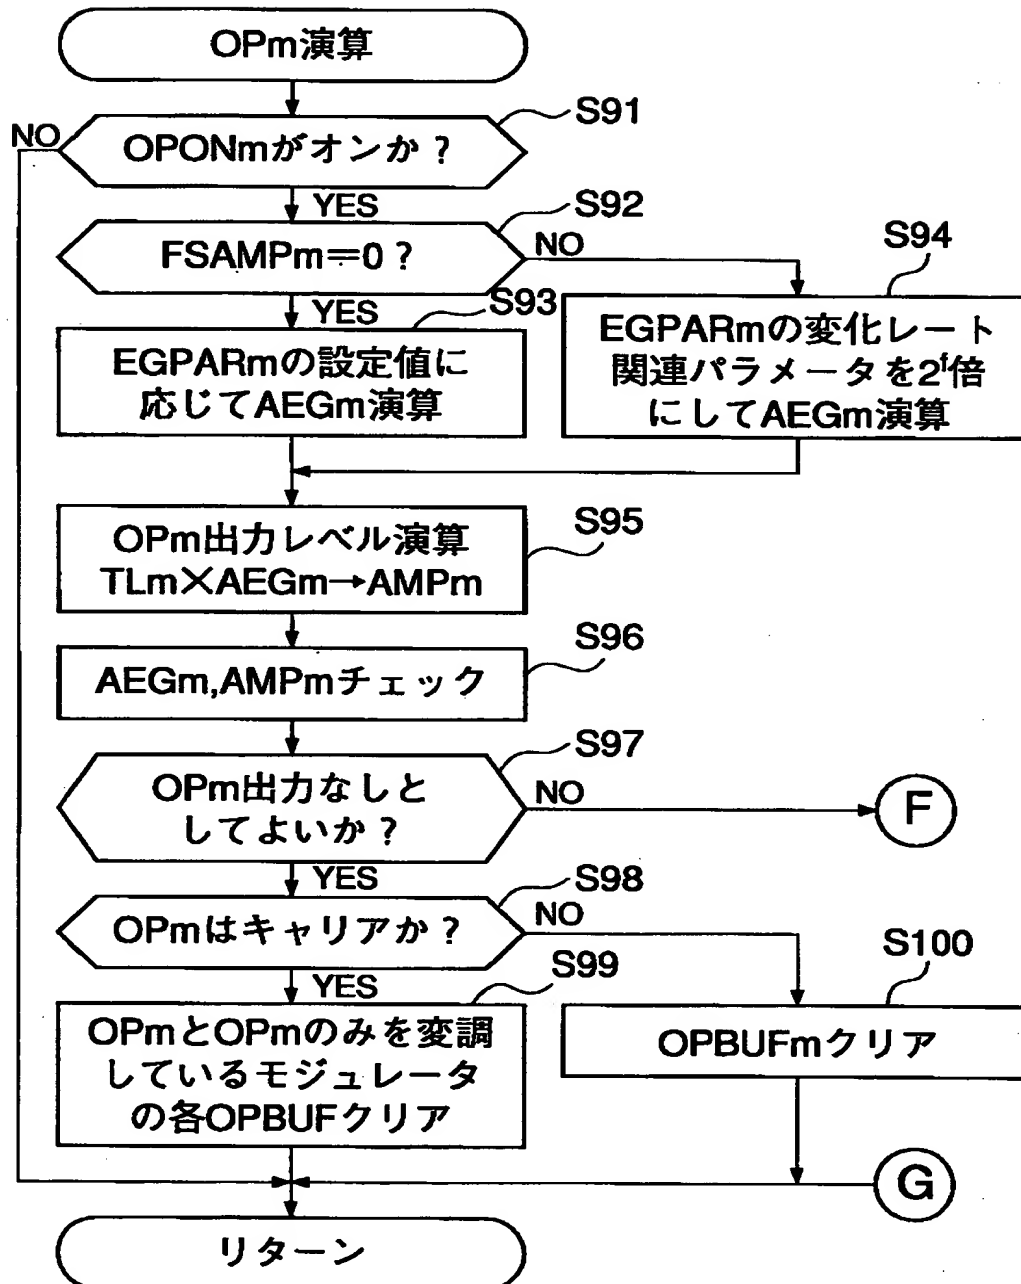 OPm演算
S91
NO
OPONmがオンか？
YES
S92
FSAMPm=0？
NO
S94
YES
S93
EGPARmの設定値に
応じてAEGm演算
EGPARmの変化レート
関連パラメータを2^f倍
にしてAEGm演算
S95
OPm出力レベル演算
TLm×AEGm→AMPm
S96
AEGm,AMPmチェック
S97
OPm出力なしと
してよいか？
NO
F
YES
S98
OPmはキャリアか？
NO
S100
YES
S99
OPmとOPmのみを変調
しているモジュレータ
の各OPBUFクリア
OPBUFmクリア
G
リターン